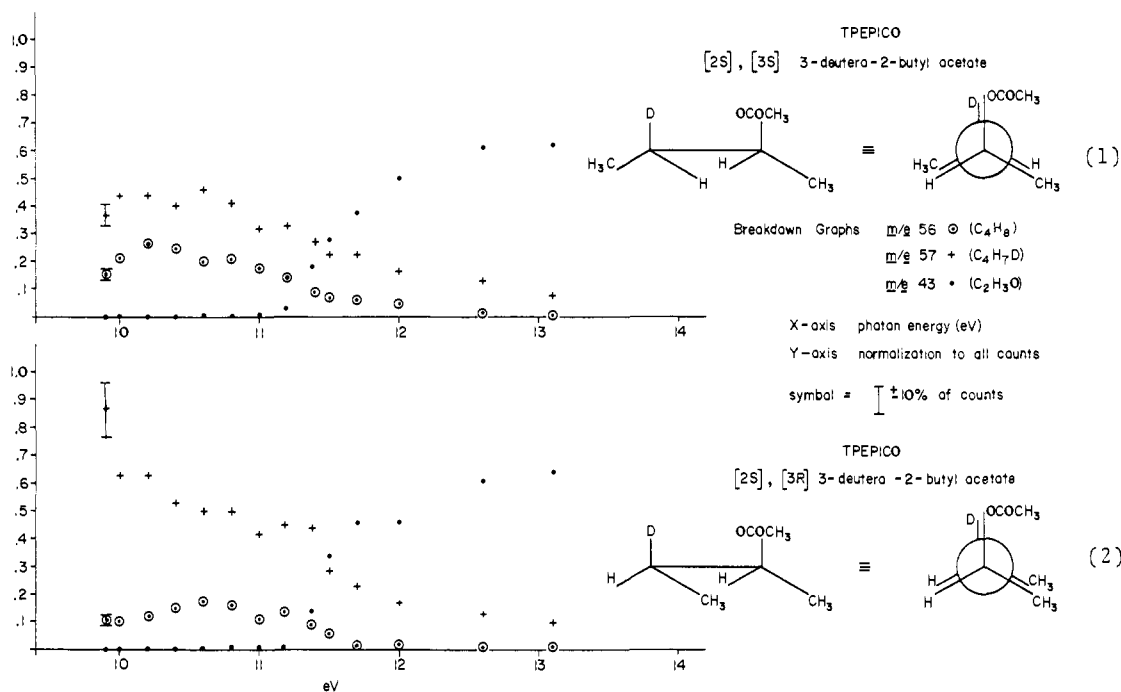 1.0
.9
.8
.7
.6
.5
.4
.3
.2
.1
10
11
12
13
14
TPEPICO
[2S], [3S] 3-deutera-2-butyl acetate
D
OCOCH3
H3C
H
H
CH3
≡
D
OCOCH3
H3C
H
H
CH3
(1)
Breakdown Graphs m/e 56 ⊙ (C4H8)
m/e 57 + (C4H7D)
m/e 43 • (C2H3O)
X-axis photan energy (eV)
Y-axis normalization to all counts
symbol = ±10% of counts
1.0
.9
.8
.7
.6
.5
.4
.3
.2
.1
10
11
12
13
14
eV
TPEPICO
[2S], [3R] 3-deutera-2-butyl acetate
D
OCOCH3
H
H
CH3
CH3
≡
D
OCOCH3
H
H
CH3
CH3
(2)